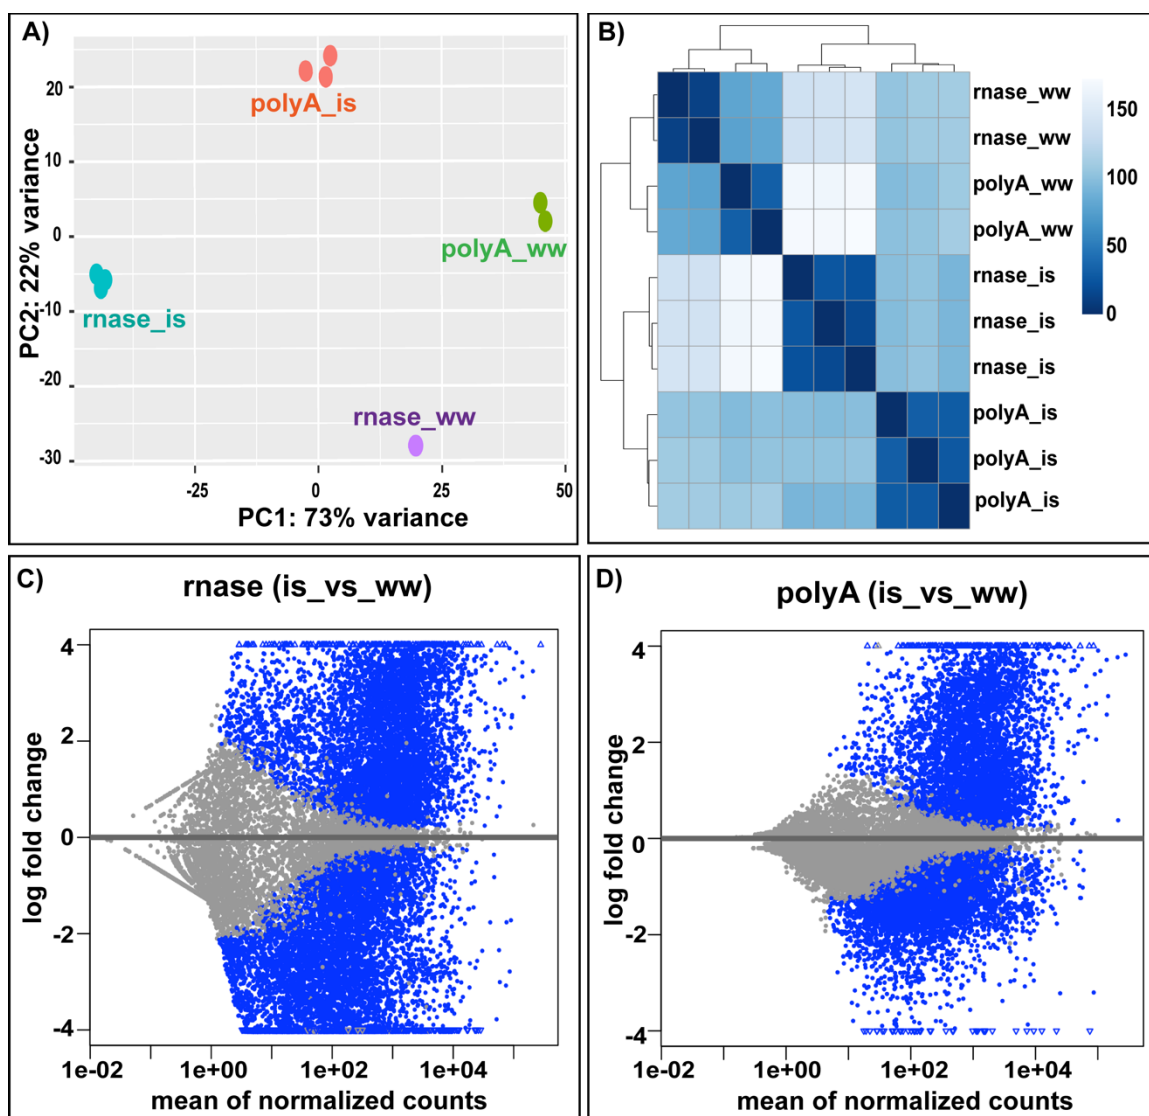 A)
PC2: 22% variance
20
10
0
-10
-20
-30
polyA_is
polyA_ww
rnase_is
rnase_ww
-25
0
25
50
PC1: 73% variance
B)
rnase_ww
rnase_ww
polyA_ww
polyA_ww
rnase_is
rnase_is
rnase_is
polyA_is
polyA_is
polyA_is
150
100
50
0
C)
rnase (is_vs_ww)
log fold change
4
2
0
-2
-4
1e-02
1e+00
1e+02
1e+04
mean of normalized counts
D)
polyA (is_vs_ww)
log fold change
4
2
0
-2
-4
1e-02
1e+00
1e+02
1e+04
mean of normalized counts